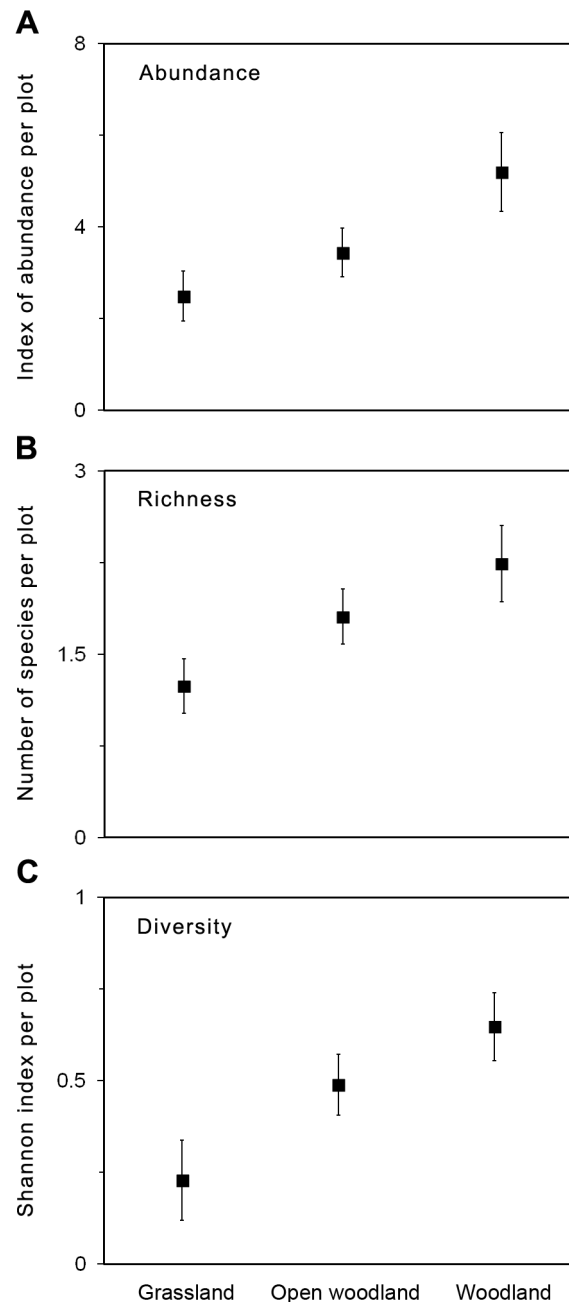 A
8
Abundance
Index of abundance per plot
4
0
B
3
Richness
Number of species per plot
1.5
0
C
1
Diversity
Shannon index per plot
0.5
0
Grassland Open woodland Woodland